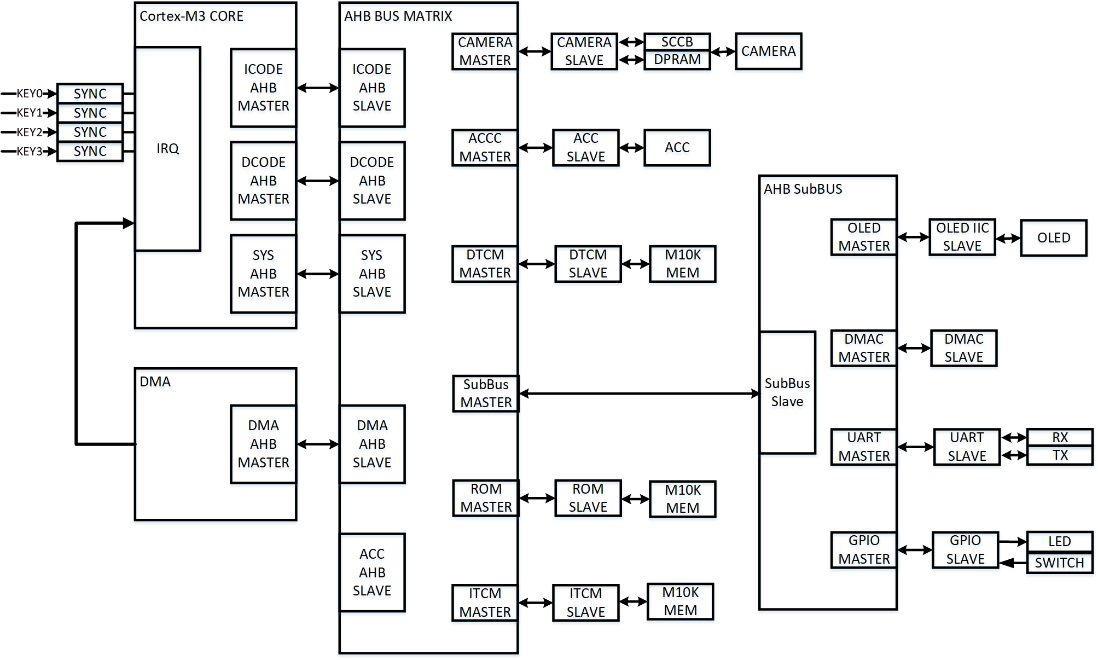 Cortex-M3 CORE
IRQ
ICODE
AHB
MASTER
DCODE
AHB
MASTER
SYS
AHB
MASTER
KEY0
SYNC
KEY1
SYNC
KEY2
SYNC
KEY3
SYNC
DMA
DMA
AHB
MASTER
AHB BUS MATRIX
ICODE
AHB
SLAVE
DCODE
AHB
SLAVE
SYS
AHB
SLAVE
DMA
AHB
SLAVE
ACC
AHB
SLAVE
CAMERA
MASTER
CAMERA
SLAVE
SCCB
DPRAM
CAMERA
ACCC
MASTER
ACC
SLAVE
ACC
DTCM
MASTER
DTCM
SLAVE
M10K
MEM
SubBus
MASTER
ROM
MASTER
ROM
SLAVE
M10K
MEM
ITCM
MASTER
ITCM
SLAVE
M10K
MEM
AHB SubBUS
SubBus
Slave
OLED
MASTER
OLED IIC
SLAVE
OLED
DMAC
MASTER
DMAC
SLAVE
UART
MASTER
UART
SLAVE
RX
TX
GPIO
MASTER
GPIO
SLAVE
LED
SWITCH